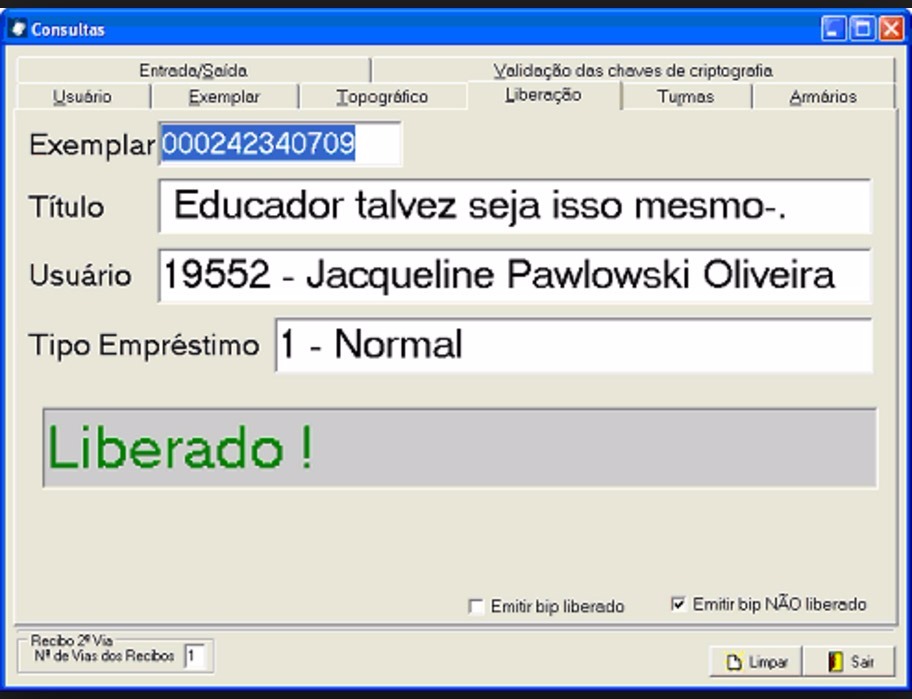 Consultas
Entrada/Saída Validação das chaves de criptografia
Usuário Exemplar Topográfico Liberação Turmas Armários
Exemplar 000242340709
Título Educador talvez seja isso mesmo-.
Usuário 19552 - Jacqueline Pawlowski Oliveira
Tipo Empréstimo 1 - Normal
Liberado !
Emitir bip liberado Emitir bip NÃO liberado
Recibo 2ª Via
Nª de Vias dos Recibos 1
Limpar Sair